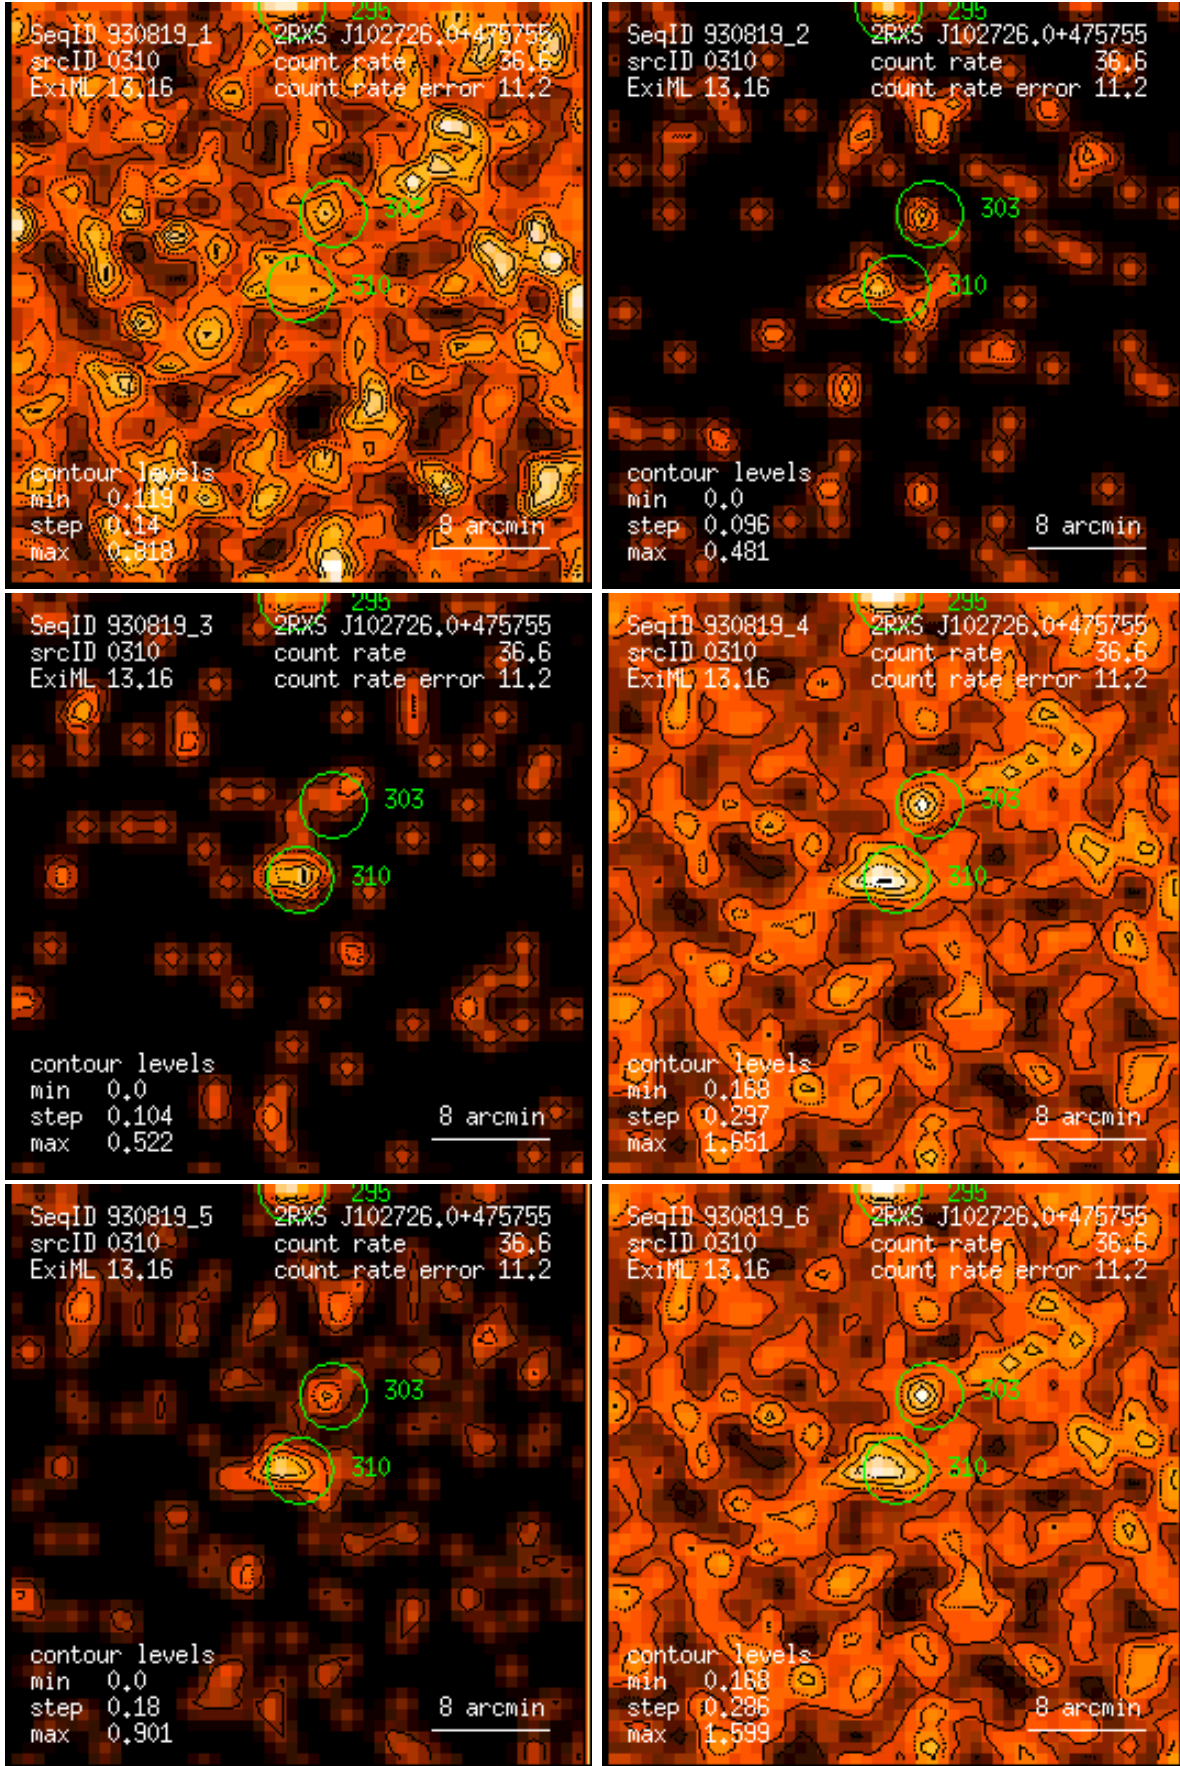 295
SeqID 930819_1 2RXS J102726.0+475755
srcID 0310 count rate 36.6
ExiML 13.16 count rate error 11.2
303
310
contour levels
min 0.119
step 0.14
max 0.818
8 arcmin
295
SeqID 930819_2 2RXS J102726.0+475755
srcID 0310 count rate 36.6
ExiML 13.16 count rate error 11.2
303
310
contour levels
min 0.0
step 0.096
max 0.481
8 arcmin
295
SeqID 930819_3 2RXS J102726.0+475755
srcID 0310 count rate 36.6
ExiML 13.16 count rate error 11.2
303
310
contour levels
min 0.0
step 0.104
max 0.522
8 arcmin
295
SeqID 930819_4 2RXS J102726.0+475755
srcID 0310 count rate 36.6
ExiML 13.16 count rate error 11.2
303
310
contour levels
min 0.168
step 0.297
max 1.651
8 arcmin
295
SeqID 930819_5 2RXS J102726.0+475755
srcID 0310 count rate 36.6
ExiML 13.16 count rate error 11.2
303
310
contour levels
min 0.0
step 0.18
max 0.901
8 arcmin
295
SeqID 930819_6 2RXS J102726.0+475755
srcID 0310 count rate 36.6
ExiML 13.16 count rate error 11.2
303
310
contour levels
min 0.168
step 0.286
max 1.599
8 arcmin